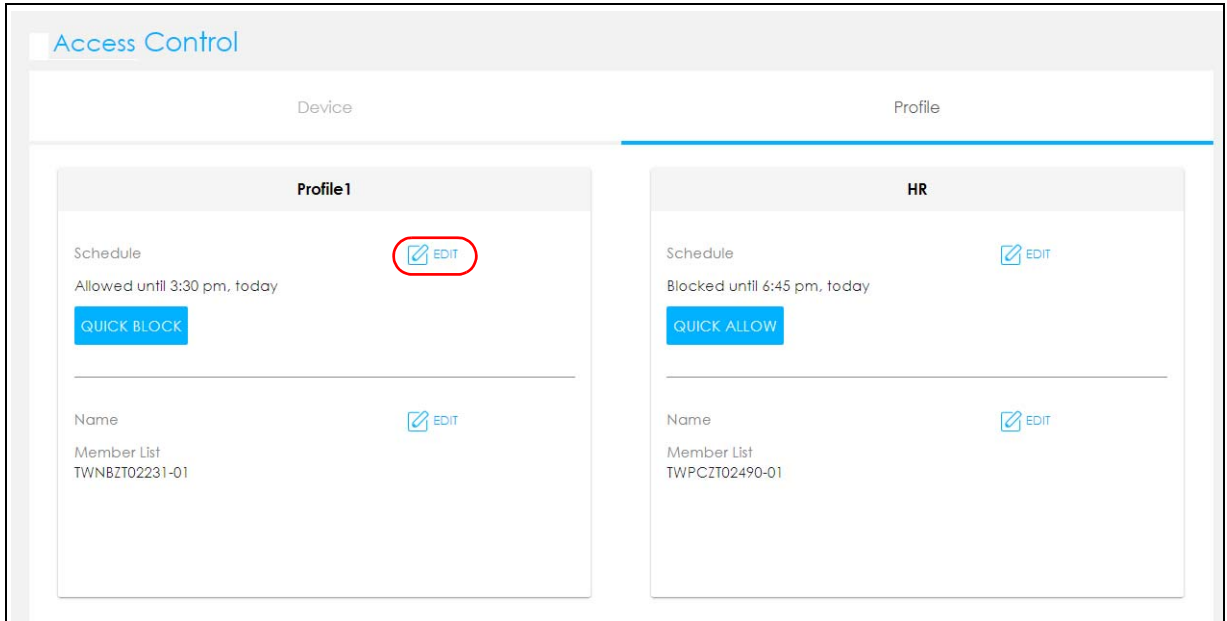 Access Control
Device
Profile
Profile1
Schedule
EDIT
Allowed until 3:30 pm, today
QUICK BLOCK
Name
EDIT
Member List
TWNBZT02231-01
HR
Schedule
EDIT
Blocked until 6:45 pm, today
QUICK ALLOW
Name
EDIT
Member List
TWPCZT02490-01